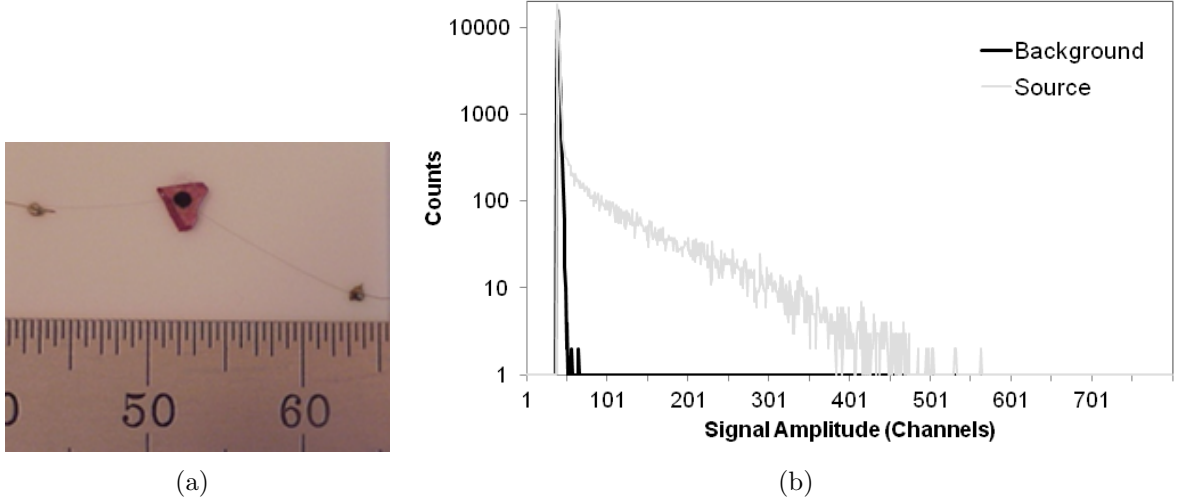 10000
1000
100
10
1
Counts
Background
Source
1 101 201 301 401 501 601 701
Signal Amplitude (Channels)
0 50 60
(a)
(b)